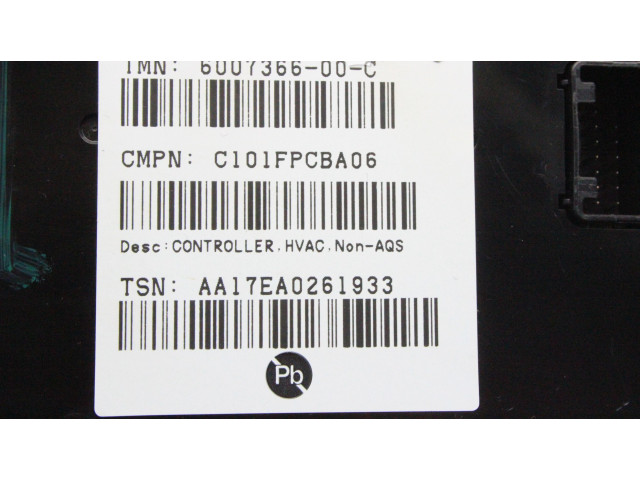 TMN: 6007366-00-C
CMPN: C101FPCBA06
Desc:CONTROLLER.HVAC.Non-AQS
TSN: AA17EA0261933
Pb